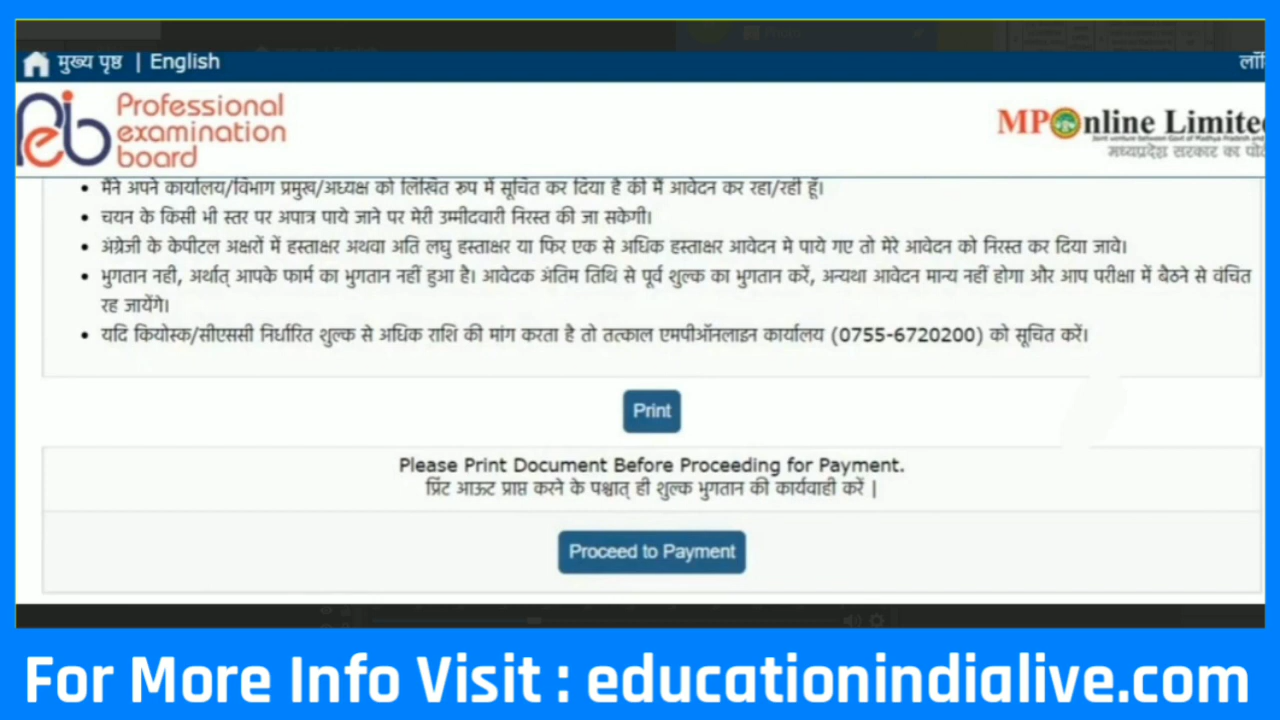 Photo
मुख्य पृष्ठ | English
लॉ
Professional
examination
board
MPOnline Limite
मध्यप्रदेश सरकार का पो
मैने अपने कार्यालय/विभाग प्रमुख/अध्यक्ष को लिखित रूप में सूचित कर दिया है की मैं आवेदन कर रहा/रही हूँ।
चयन के किसी भी स्तर पर अपात्र पाये जाने पर मेरी उम्मीदवारी निरस्त की जा सकेगी।
अंग्रेजी के केपीटल अक्षरों में हस्ताक्षर अथवा अति लघु हस्ताक्षर या फिर एक से अधिक हस्ताक्षर आवेदन मे पाये गए तो मेरे आवेदन को निरस्त कर दिया जावे।
भुगतान नही, अर्थात् आपके फार्म का भुगतान नहीं हुआ है। आवेदक अंतिम तिथि से पूर्व शुल्क का भुगतान करें, अन्यथा आवेदन मान्य नहीं होगा और आप परीक्षा में बैठने से वंचित
रह जायेंगे।
यदि कियोस्क/सीएससी निर्धारित शुल्क से अधिक राशि की मांग करता है तो तत्काल एमपीऑनलाइन कार्यालय (0755-6720200) को सूचित करें।
Print
Please Print Document Before Proceeding for Payment.
प्रिंट आऊट प्राप्त करने के पश्चात् ही शुल्क भुगतान की कार्यवाही करें |
Proceed to Payment
For More Info Visit : educationindialive.com